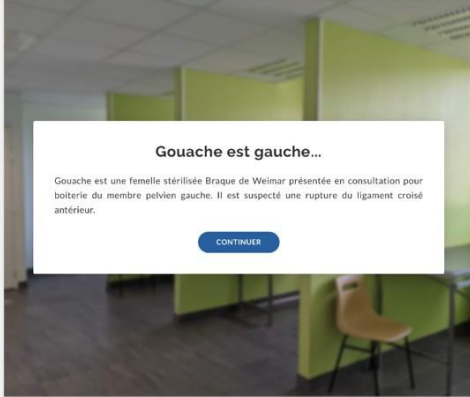 Gouache est gauche...
Gouache est une femelle stérilisée Braque de Weimar présentée en consultation pour
boiterie du membre pelvien gauche. Il est suspecté une rupture du ligament croisé
antérieur.
CONTINUER